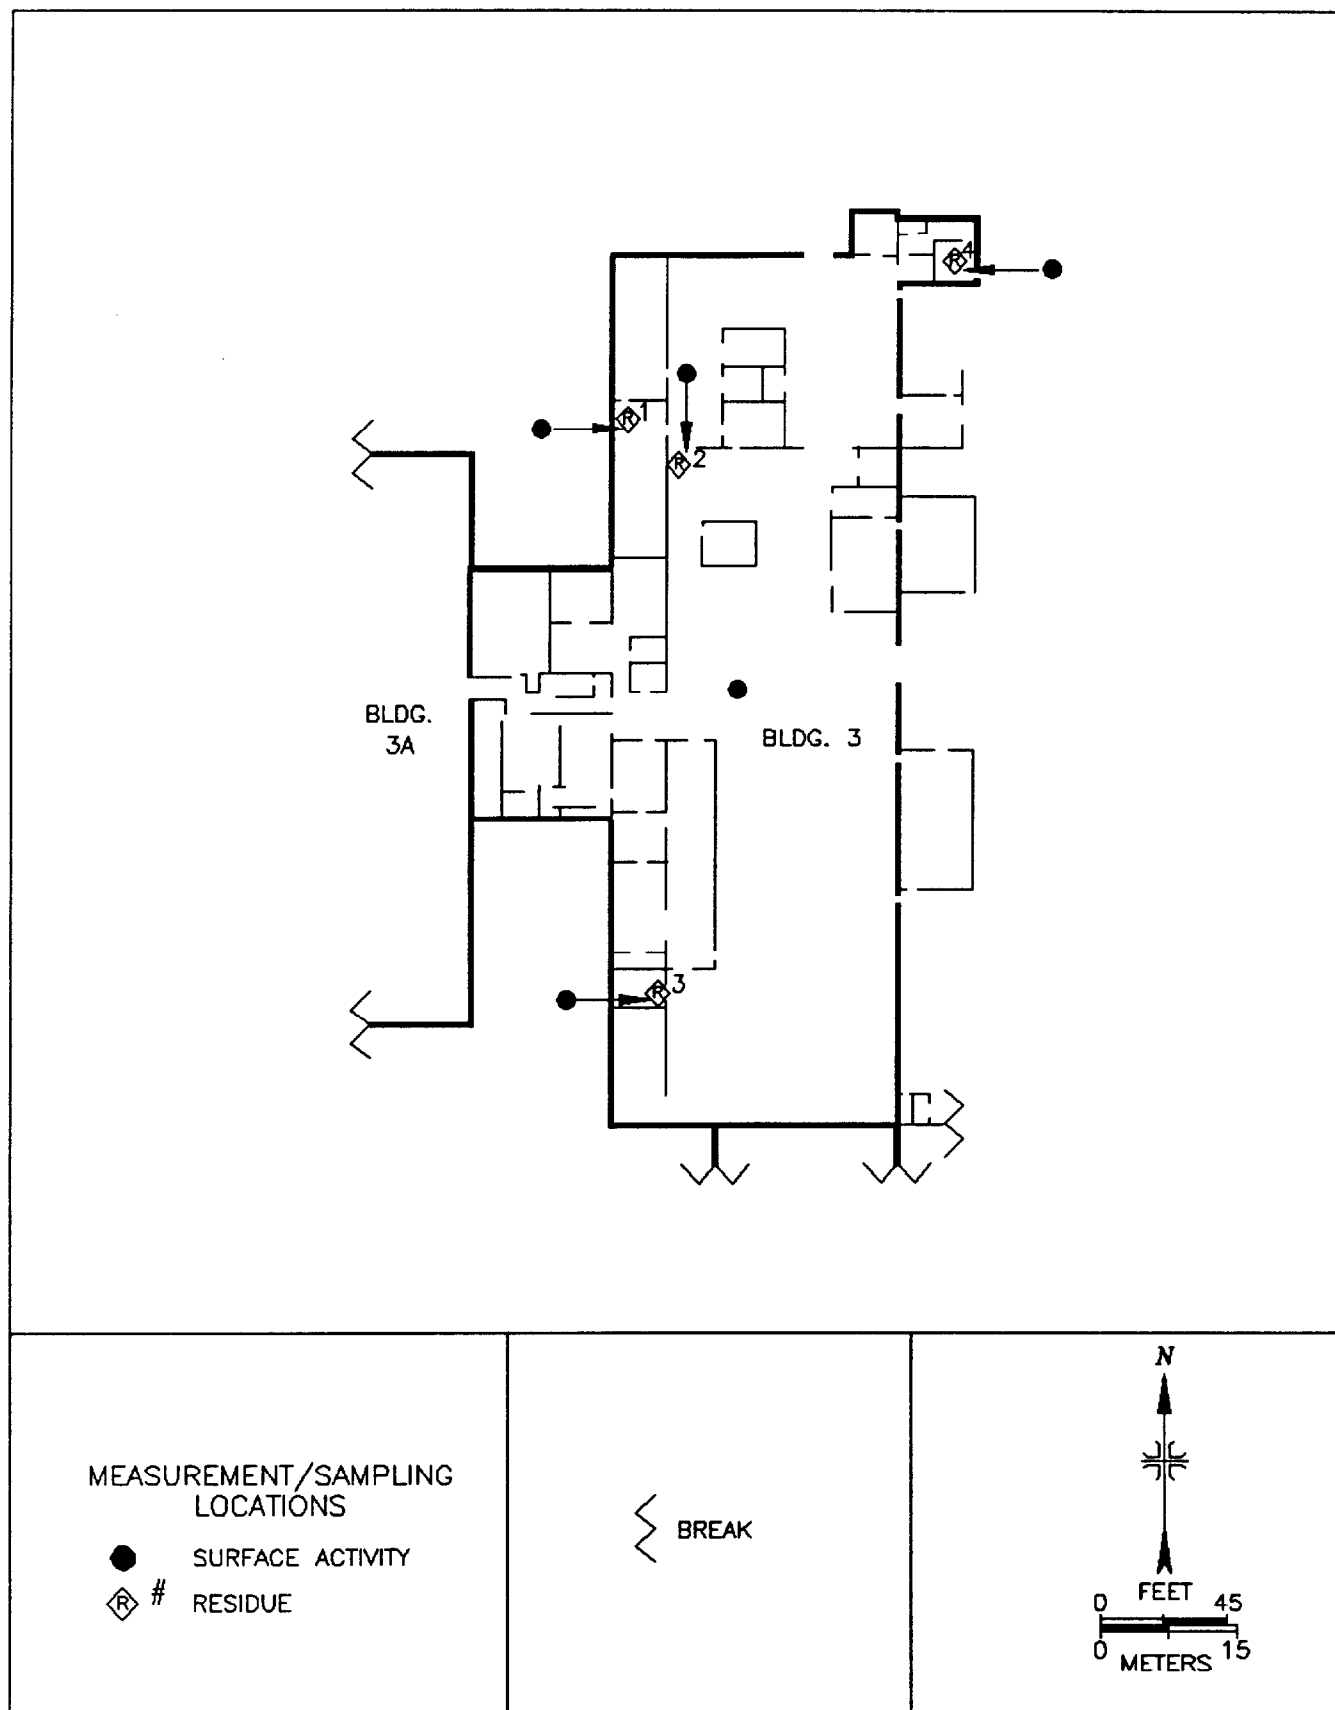 R 4
R 1
R 2
BLDG.
3A
BLDG. 3
R 3
MEASUREMENT/SAMPLING
LOCATIONS
SURFACE ACTIVITY
R # RESIDUE
BREAK
N
FEET
0 45
0 15
METERS